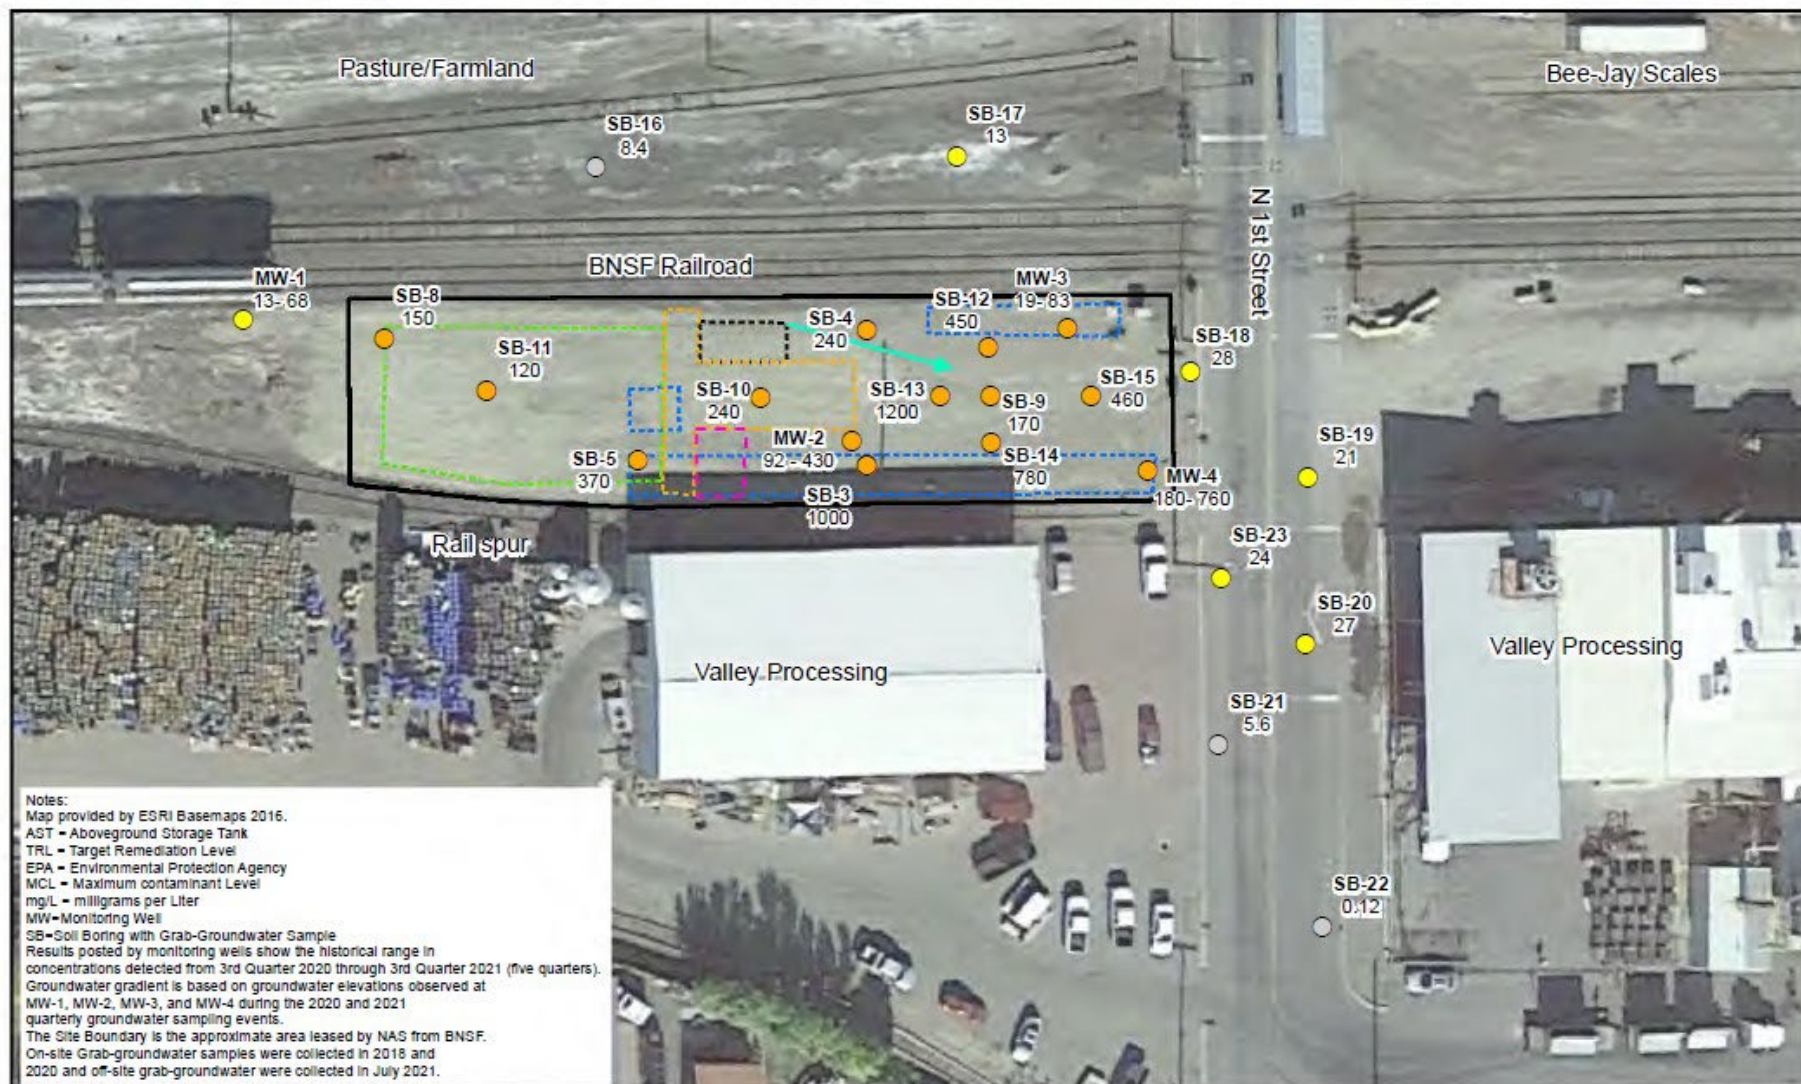 Pasture/Farmland
Bee-Jay Scales
SB-16
8.4
SB-17
13
N 1st Street
BNSF Railroad
MW-1
13- 68
SB-8
150
SB-11
120
SB-4
240
SB-12
450
MW-3
19- 83
SB-18
28
SB-10
240
SB-13
1200
SB-9
170
SB-15
460
SB-5
370
MW-2
92 - 430
SB-14
780
MW-4
180- 760
SB-3
1000
SB-19
21
Rail spur
SB-23
24
SB-20
27
Valley Processing
Valley Processing
SB-21
5.6
SB-22
0.12
Notes:
Map provided by ESRI Basemaps 2016.
AST = Aboveground Storage Tank
TRL = Target Remediation Level
EPA = Environmental Protection Agency
MCL = Maximum contaminant Level
mg/L = milligrams per Liter
MW=Monitoring Well
SB=Soil Boring with Grab-Groundwater Sample
Results posted by monitoring wells show the historical range in
concentrations detected from 3rd Quarter 2020 through 3rd Quarter 2021 (five quarters).
Groundwater gradient is based on groundwater elevations observed at
MW-1, MW-2, MW-3, and MW-4 during the 2020 and 2021
quarterly groundwater sampling events.
The Site Boundary is the approximate area leased by NAS from BNSF.
On-site Grab-groundwater samples were collected in 2018 and
2020 and off-site grab-groundwater were collected in July 2021.